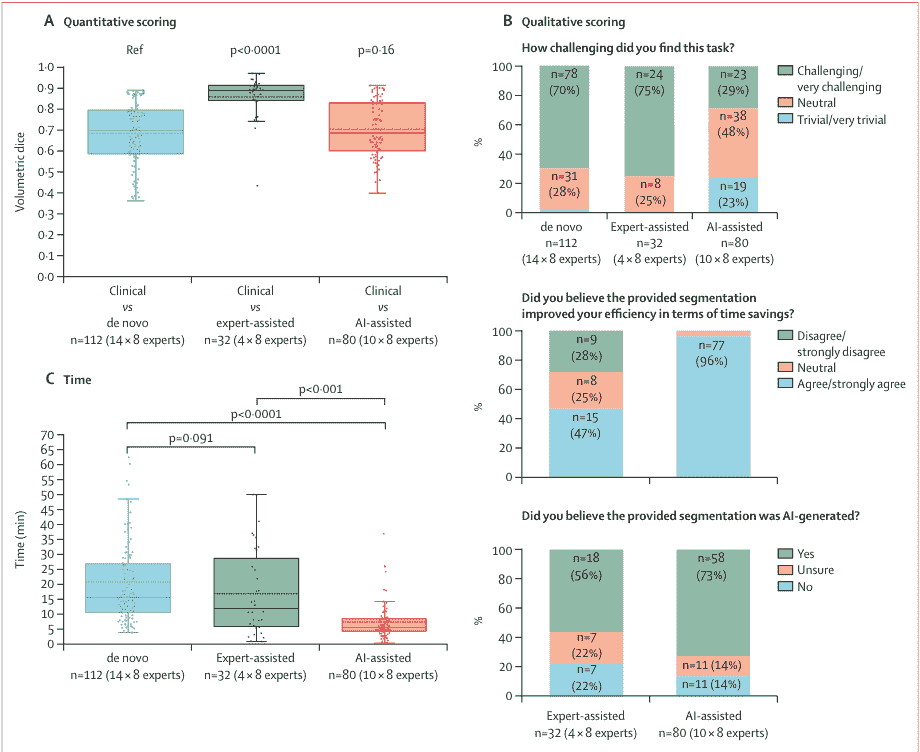 A Quantitative scoring
Ref
p<0·0001
p=0·16
Volumetric dice
1·0
0·9
0·8
0·7
0·6
0·5
0·4
0·3
0·2
0·1
0·0
Clinical
vs
de novo
n=112 (14 × 8 experts)
Clinical
vs
expert-assisted
n=32 (4 × 8 experts)
Clinical
vs
AI-assisted
n=80 (10 × 8 experts)
B Qualitative scoring
How challenging did you find this task?
%
100
80
60
40
20
0
n=78
(70%)
n=31
(28%)
n=24
(75%)
n=8
(25%)
n=23
(29%)
n=38
(48%)
n=19
(23%)
Challenging/
very challenging
Neutral
Trivial/very trivial
de novo
n=112
(14 × 8 experts)
Expert-assisted
n=32
(4 × 8 experts)
AI-assisted
n=80
(10 × 8 experts)
Did you believe the provided segmentation
improved your efficiency in terms of time savings?
%
100
80
60
40
20
0
n=9
(28%)
n=8
(25%)
n=15
(47%)
n=77
(96%)
Disagree/
strongly disagree
Neutral
Agree/strongly agree
Did you believe the provided segmentation was AI-generated?
%
100
80
60
40
20
0
n=18
(56%)
n=7
(22%)
n=7
(22%)
n=58
(73%)
n=11 (14%)
n=11 (14%)
Yes
Unsure
No
Expert-assisted
n=32 (4 × 8 experts)
AI-assisted
n=80 (10 × 8 experts)
C Time
p<0·001
p<0·0001
p=0·091
Time (min)
70
65
60
55
50
45
40
35
30
25
20
15
10
5
0
de novo
n=112 (14 × 8 experts)
Expert-assisted
n=32 (4 × 8 experts)
AI-assisted
n=80 (10 × 8 experts)